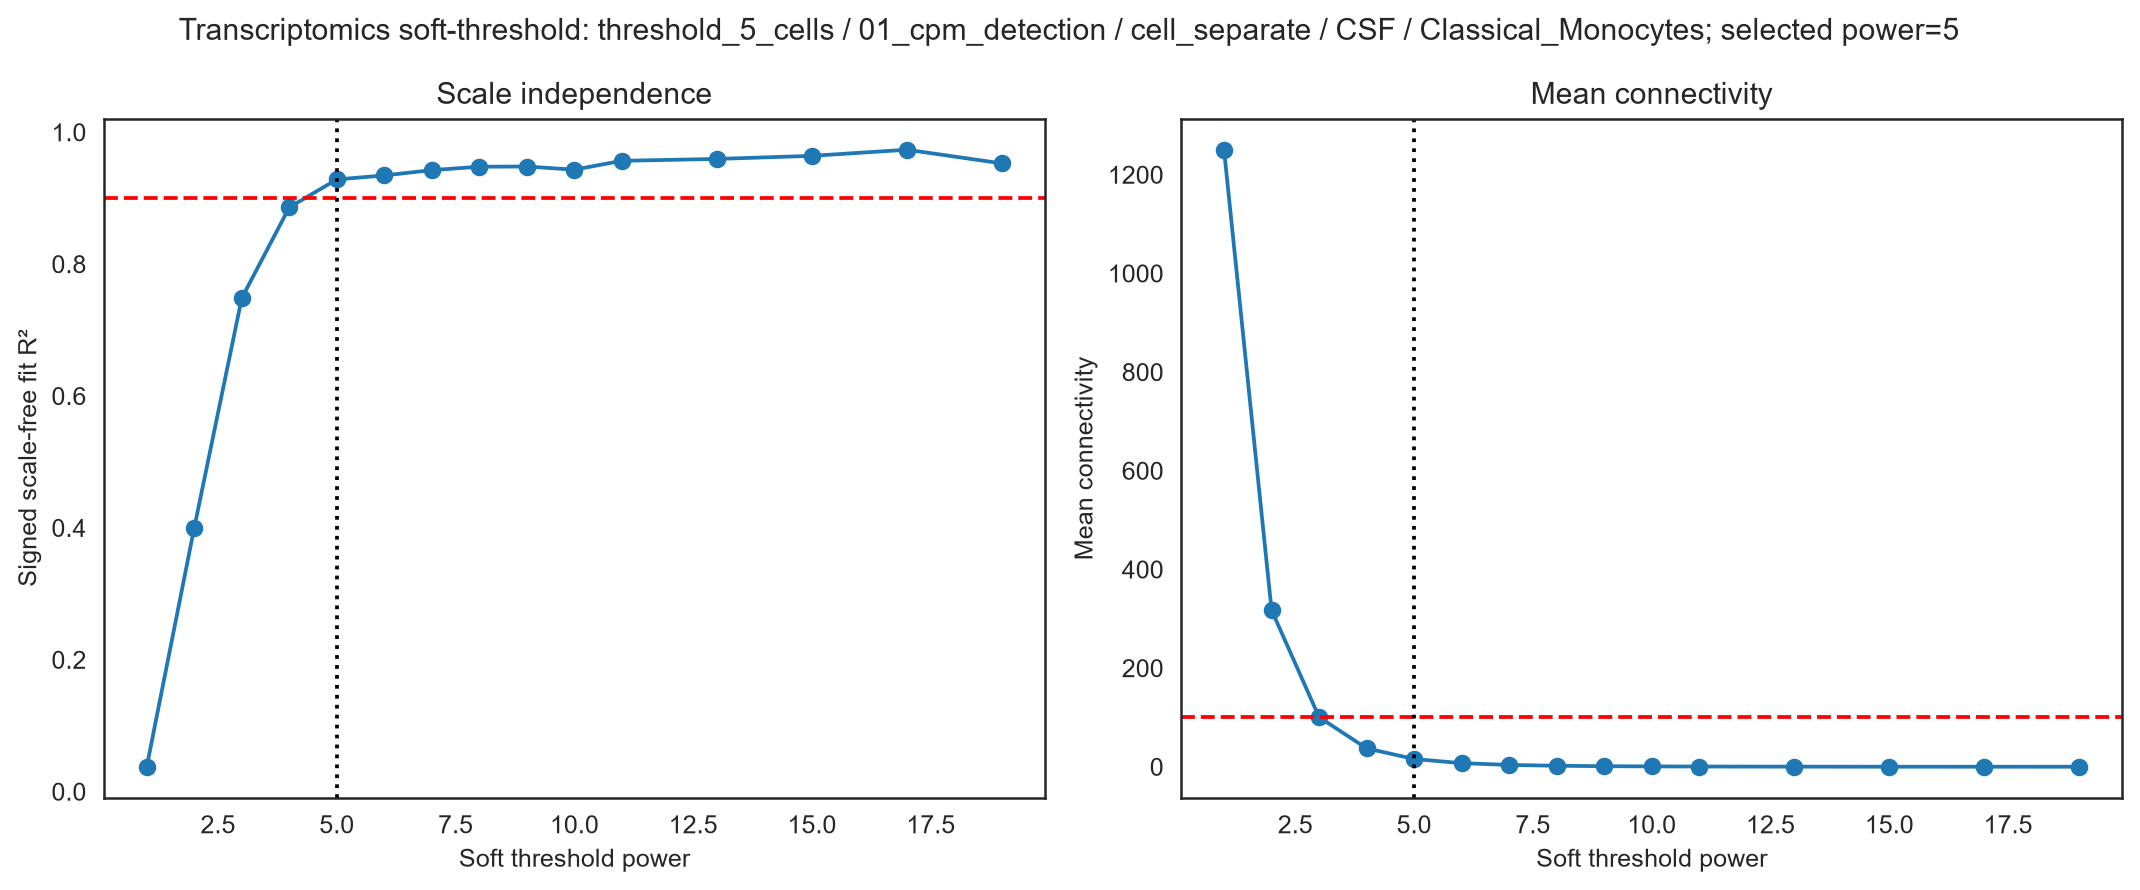 Transcriptomics soft-threshold: threshold_5_cells / 01_cpm_detection / cell_separate / CSF / Classical_Monocytes; selected power=5
Scale independence
Signed scale-free fit R²
1.0
0.8
0.6
0.4
0.2
0.0
2.5 5.0 7.5 10.0 12.5 15.0 17.5
Soft threshold power
Mean connectivity
Mean connectivity
1200
1000
800
600
400
200
0
2.5 5.0 7.5 10.0 12.5 15.0 17.5
Soft threshold power